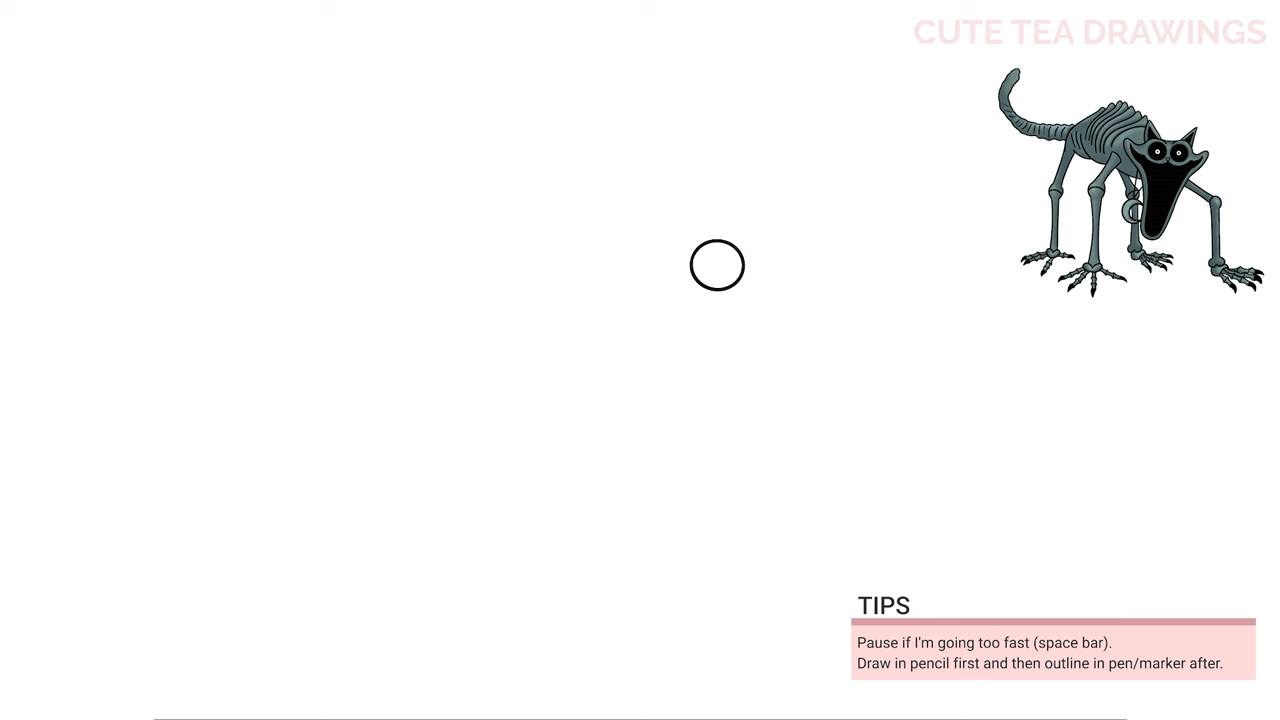 CUTE TEA DRAWINGS
TIPS
Pause if I'm going too fast (space bar).
Draw in pencil first and then outline in pen/marker after.